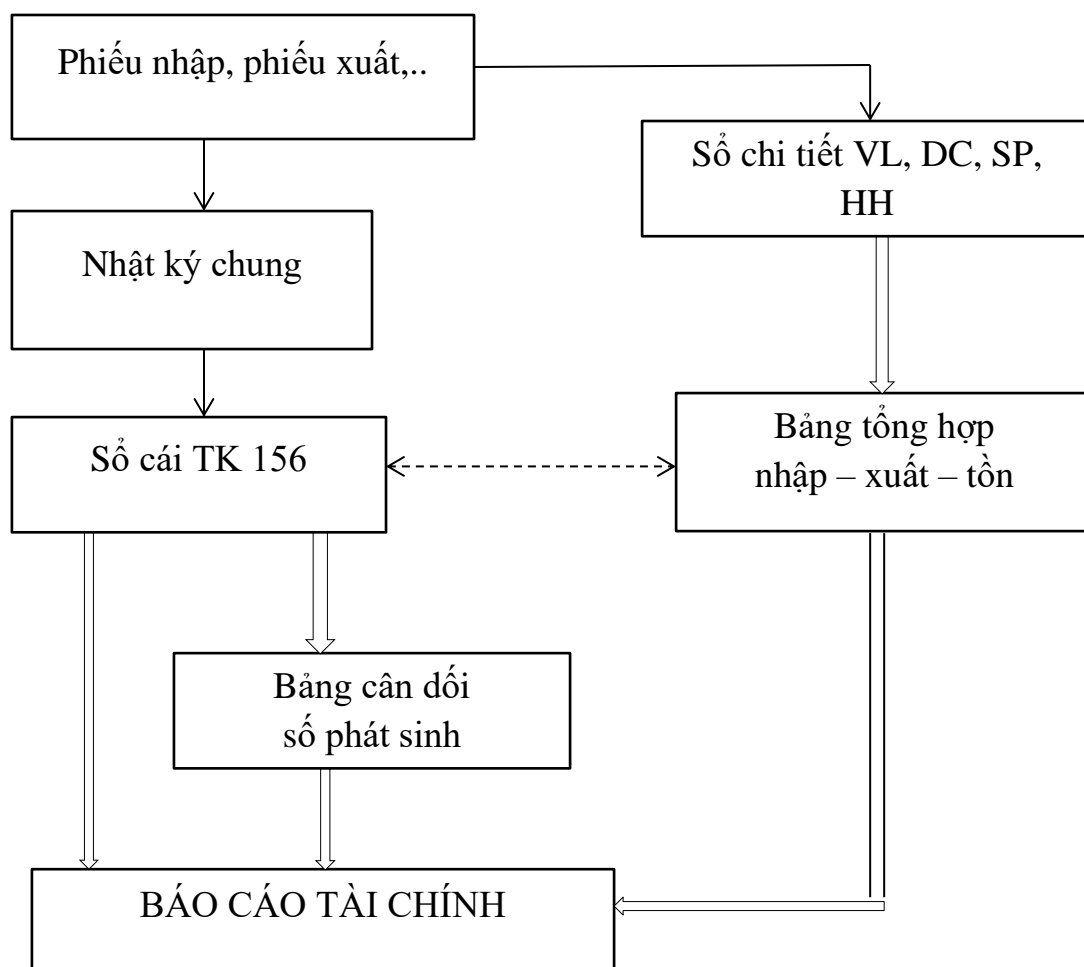 Phiếu nhập, phiếu xuất,..
Sổ chi tiết VL, DC, SP,
HH
Nhật ký chung
Sổ cái TK 156
Bảng tổng hợp
nhập – xuất – tồn
Bảng cân dối
số phát sinh
BÁO CÁO TÀI CHÍNH